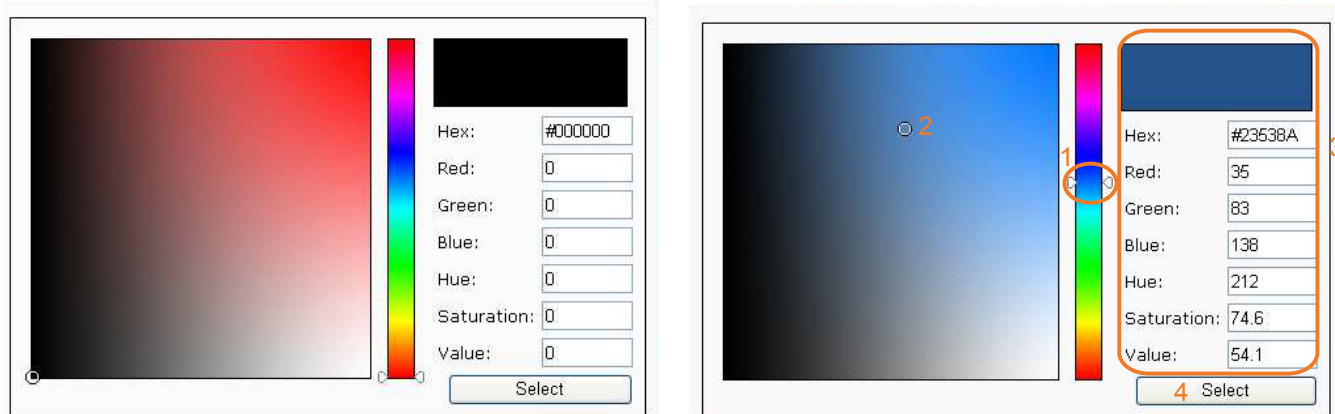 Hex: #000000
Red: 0
Green: 0
Blue: 0
Hue: 0
Saturation: 0
Value: 0
Select
2
1
Hex: #23538A
Red: 35
Green: 83
Blue: 138
Hue: 212
Saturation: 74.6
Value: 54.1
4 Select